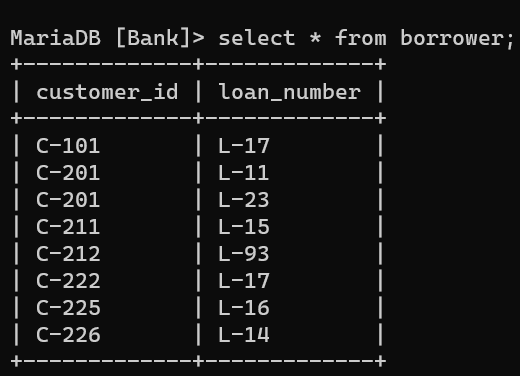 MariaDB [Bank]> select * from borrower;
+-------------+-------------+
| customer_id | loan_number |
+-------------+-------------+
| C-101       | L-17        |
| C-201       | L-11        |
| C-201       | L-23        |
| C-211       | L-15        |
| C-212       | L-93        |
| C-222       | L-17        |
| C-225       | L-16        |
| C-226       | L-14        |
+-------------+-------------+